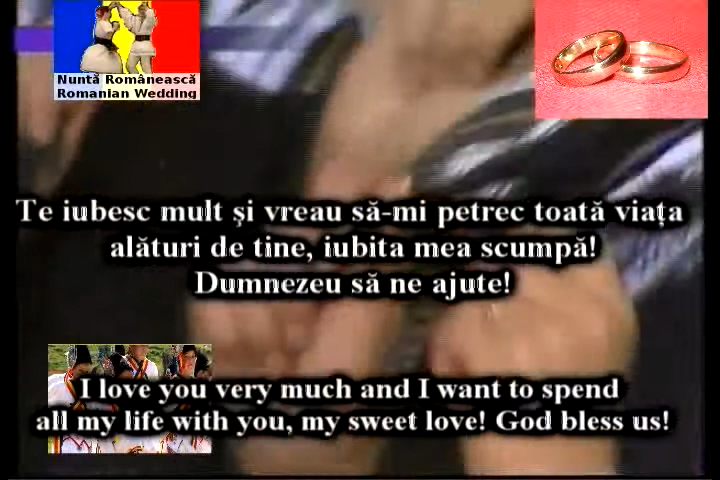 Nuntă Românească
Romanian Wedding
Te iubesc mult şi vreau să-mi petrec toată viaţa
alături de tine, iubita mea scumpă!
Dumnezeu să ne ajute!
I love you very much and I want to spend
all my life with you, my sweet love! God bless us!